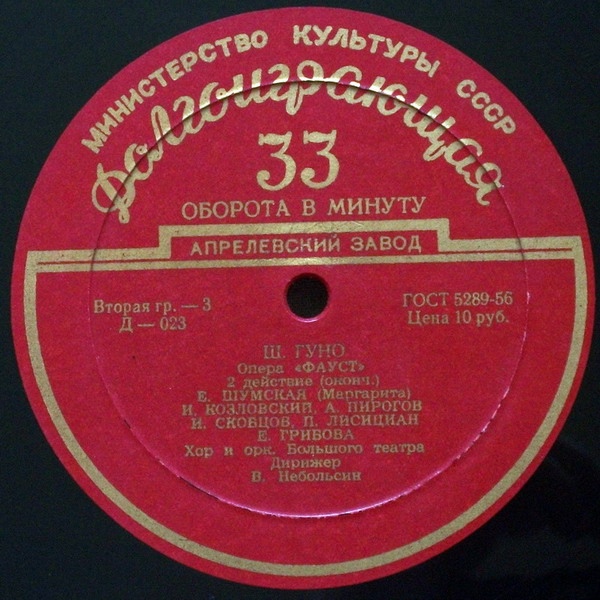 МИНИСТЕРСТВО КУЛЬТУРЫ СССР
Долгоиграющая
33
ОБОРОТА В МИНУТУ
АПРЕЛЕВСКИЙ ЗАВОД
Вторая гр. — 3
Д — 023
ГОСТ 5289-56
Цена 10 руб.
Ш. ГУНО
Опера «ФАУСТ»
2 действие (оконч.)
Е. ШУМСКАЯ (Маргарита)
И. КОЗЛОВСКИЙ, А. ПИРОГОВ
И. СКОБЦОВ, П. ЛИСИЦИАН
Е. ГРИБОВА
Хор и орк. Большого театра
Дирижер
В. Небольсин